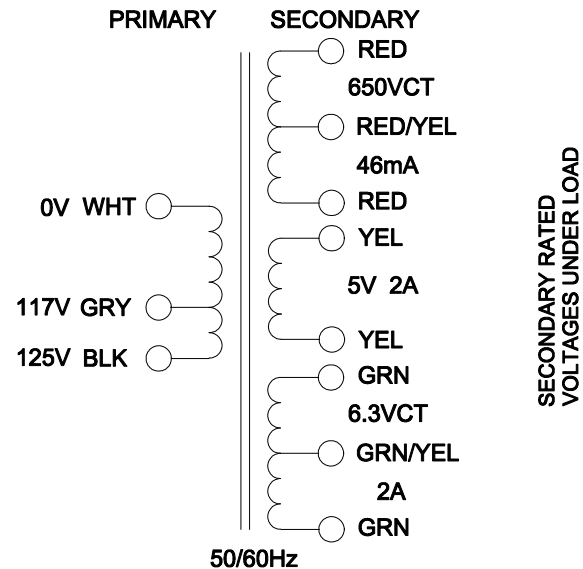 PRIMARY
SECONDARY
RED
650VCT
RED/YEL
46mA
RED
0V WHT
117V GRY
125V BLK
YEL
5V 2A
YEL
GRN
6.3VCT
GRN/YEL
2A
GRN
50/60Hz
SECONDARY RATED
VOLTAGES UNDER LOAD